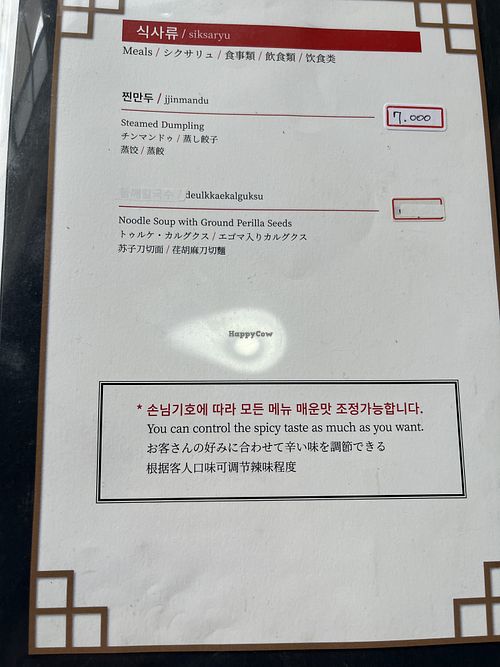 식사류 / siksaryu
Meals / シクサリュ / 食事類 / 飮食類 / 饮食类
찐만두 / jjinmandu
7.000
Steamed Dumpling
チンマンドゥ / 蒸し餃子
蒸饺 / 蒸餃
들깨칼국수 / deulkkaekalguksu
Noodle Soup with Ground Perilla Seeds
トゥルケ・カルグクス / エゴマ入りカルグクス
苏子刀切面 / 荏胡麻刀切麵
HappyCow
* 손님기호에 따라 모든 메뉴 매운맛 조정가능합니다.
You can control the spicy taste as much as you want.
お客さんの好みに合わせて辛い味を調節できる
根据客人口味可调节辣味程度